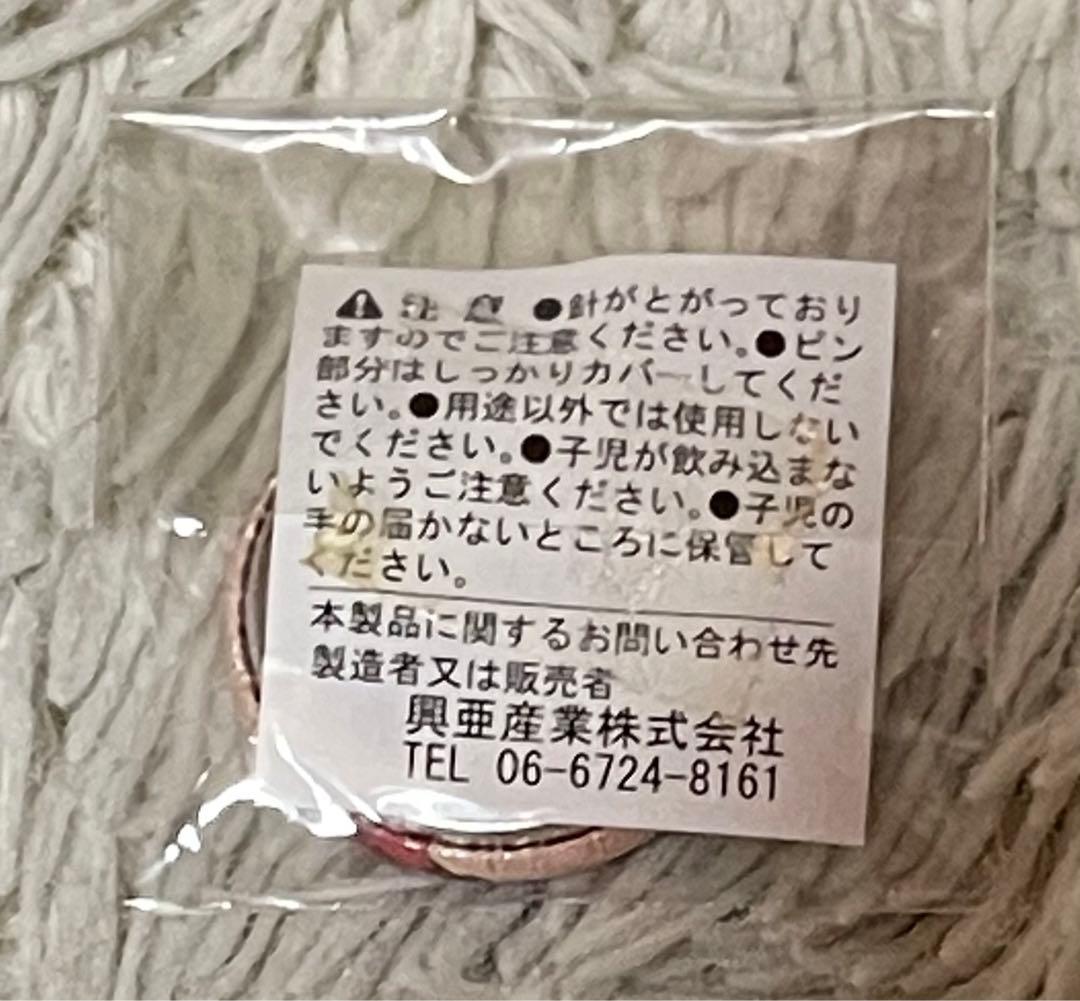 ⚠ 注 意 ●針がとがっており
ますのでご注意ください。●ピン
部分はしっかりカバーしてくだ
さい。●用途以外では使用しない
でください。●子児が飲み込まな
いようご注意ください。●子児の
手の届かないところに保管して
ください。
本製品に関するお問い合わせ先
製造者又は販売者
興亜産業株式会社
TEL 06-6724-8161